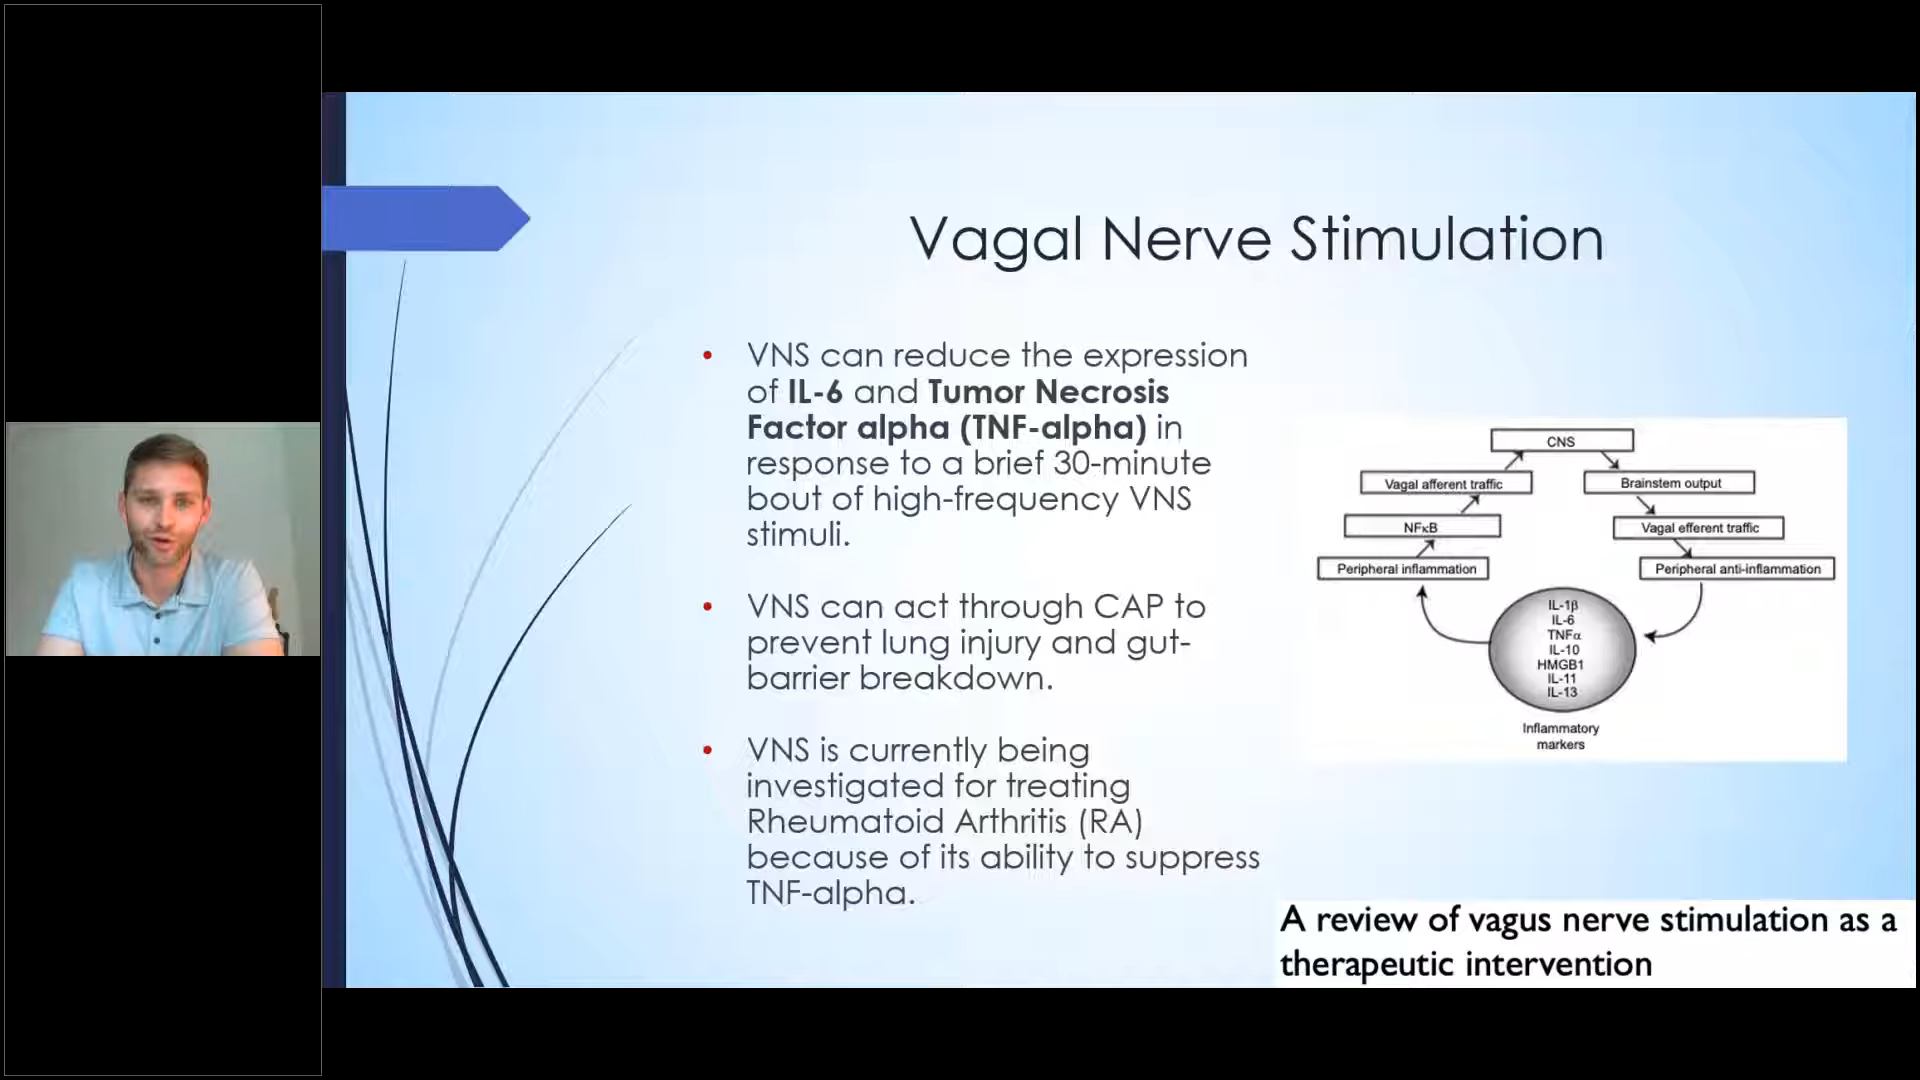 Vagal Nerve Stimulation
• VNS can reduce the expression
of IL-6 and Tumor Necrosis
Factor alpha (TNF-alpha) in
response to a brief 30-minute
bout of high-frequency VNS
stimuli.
• VNS can act through CAP to
prevent lung injury and gut-
barrier breakdown.
• VNS is currently being
investigated for treating
Rheumatoid Arthritis (RA)
because of its ability to suppress
TNF-alpha.
CNS
Vagal afferent traffic
Brainstem output
NFκB
Vagal efferent traffic
Peripheral inflammation
Peripheral anti-inflammation
IL-1β
IL-6
TNFα
IL-10
HMGB1
IL-11
IL-13
Inflammatory
markers
A review of vagus nerve stimulation as a
therapeutic intervention